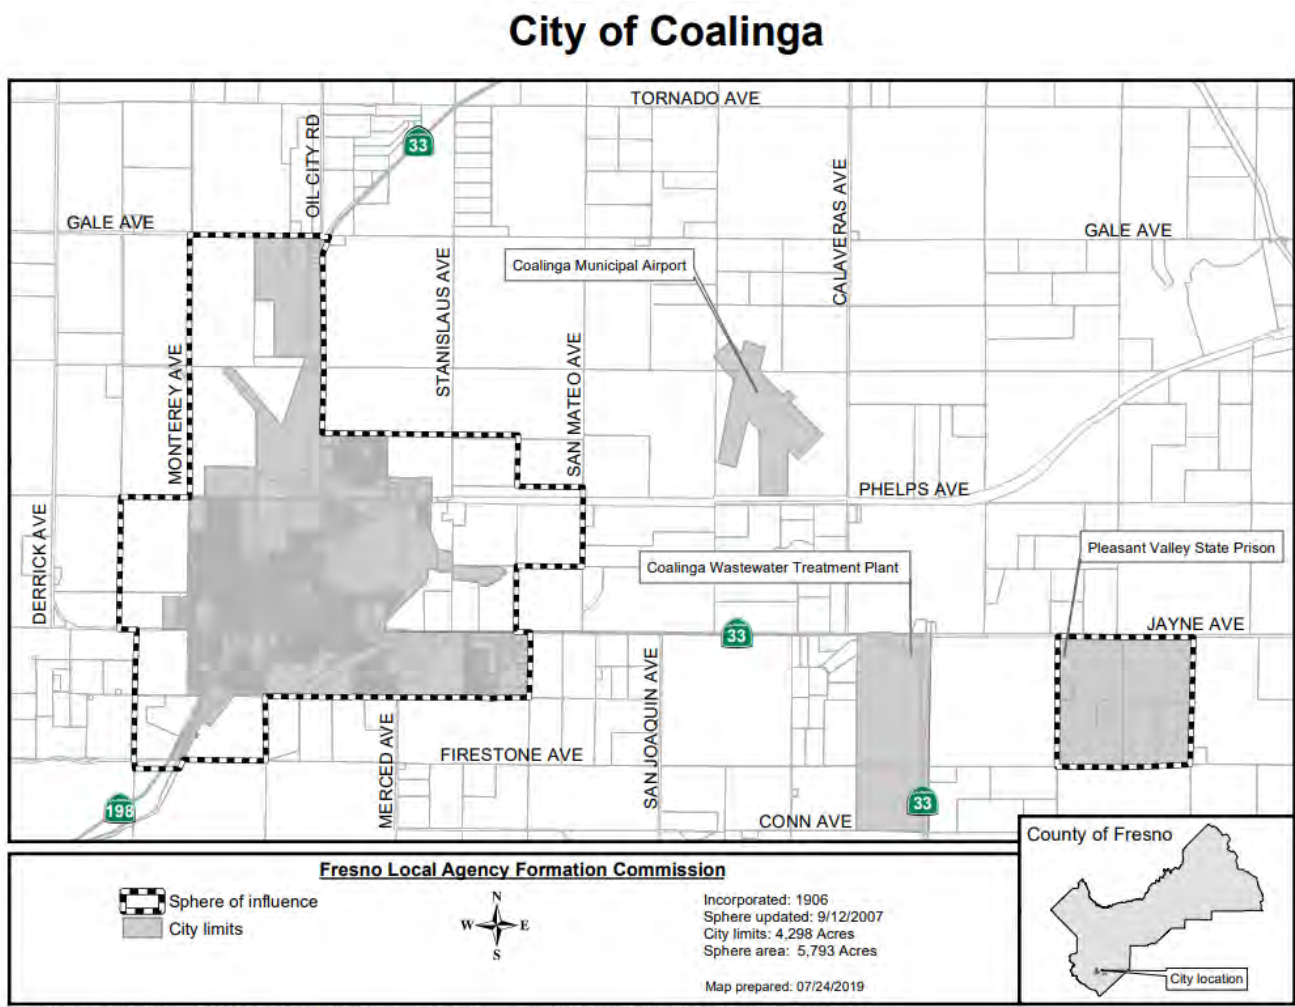 City of Coalinga
TORNADO AVE
OIL CITY RD
33
CALAVERAS AVE
GALE AVE
GALE AVE
STANISLAUS AVE
Coalinga Municipal Airport
MONTEREY AVE
SAN MATEO AVE
PHELPS AVE
DERRICK AVE
Pleasant Valley State Prison
Coalinga Wastewater Treatment Plant
33
JAYNE AVE
SAN JOAQUIN AVE
MERCED AVE
FIRESTONE AVE
198
33
CONN AVE
County of Fresno
City location
Fresno Local Agency Formation Commission
Sphere of influence
City limits
N
W
E
S
Incorporated: 1906
Sphere updated: 9/12/2007
City limits: 4,298 Acres
Sphere area: 5,793 Acres
Map prepared: 07/24/2019